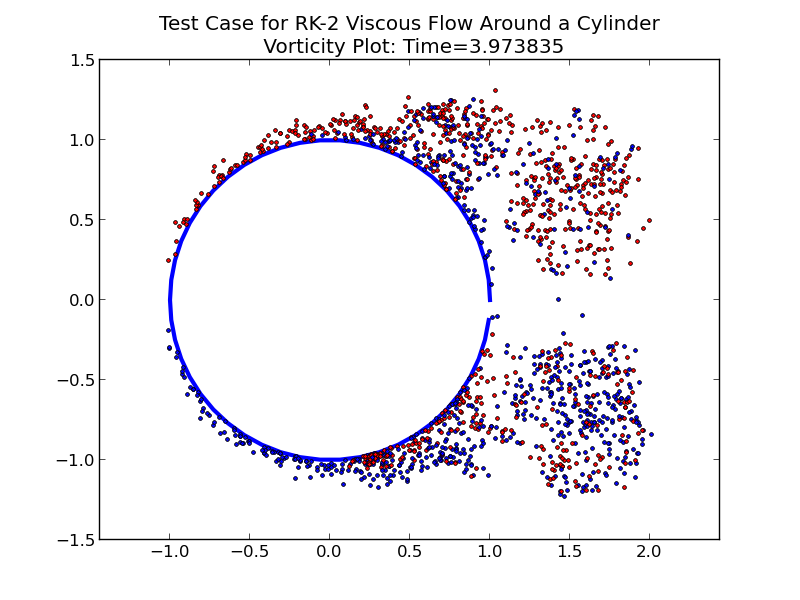 Test Case for RK-2 Viscous Flow Around a Cylinder
Vorticity Plot: Time=3.973835
1.5
1.0
0.5
0.0
−0.5
−1.0
−1.5
−1.0 −0.5 0.0 0.5 1.0 1.5 2.0